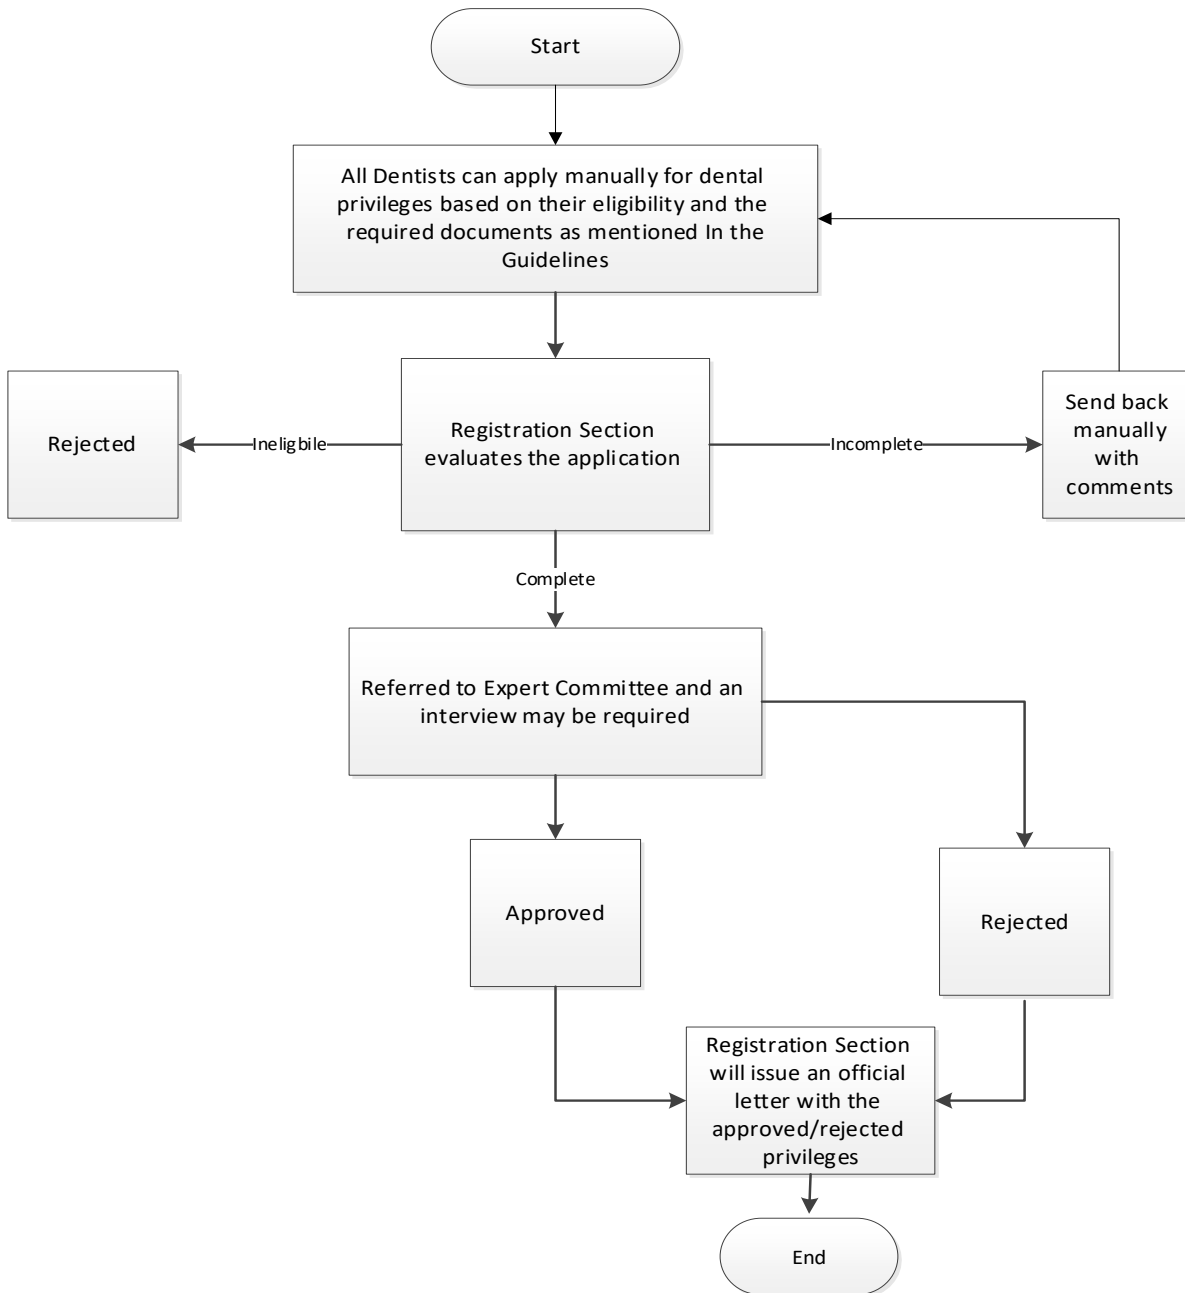 Start
All Dentists can apply manually for dental
privileges based on their eligibility and the
required documents as mentioned In the
Guidelines
Rejected
Ineligbile
Registration Section
evaluates the application
Incomplete
Send back
manually
with
comments
Complete
Referred to Expert Committee and an
interview may be required
Approved
Rejected
Registration Section
will issue an official
letter with the
approved/rejected
privileges
End